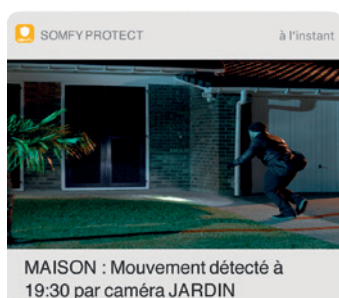 SOMFY PROTECT
à l'instant
MAISON : Mouvement détecté à
19:30 par caméra JARDIN